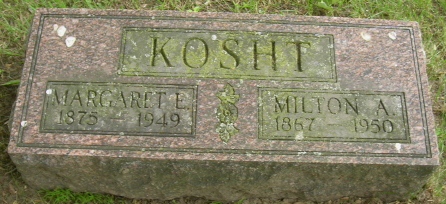 KOSHT
MARGARET E. MILTON A.
1875 — 1949 1867 — 1950